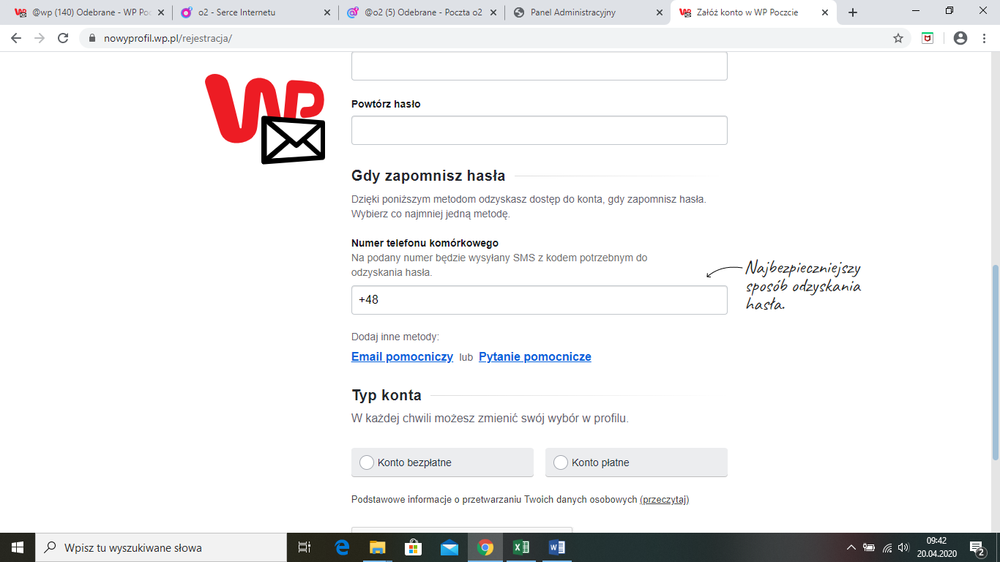 @wp (140) Odebrane - WP Poc
o2 - Serce Internetu
@o2 (5) Odebrane - Poczta o2
Panel Administracyjny
Załóż konto w WP Poczcie
nowyprofil.wp.pl/rejestracja/
WP
Powtórz hasło
Gdy zapomnisz hasła
Dzięki poniższym metodom odzyskasz dostęp do konta, gdy zapomnisz hasła.
Wybierz co najmniej jedną metodę.
Numer telefonu komórkowego
Na podany numer będzie wysyłany SMS z kodem potrzebnym do
odzyskania hasła.
+48
Najbezpieczniejszy
sposób odzyskania
hasła.
Dodaj inne metody:
Email pomocniczy lub Pytanie pomocnicze
Typ konta
W każdej chwili możesz zmienić swój wybór w profilu.
Konto bezpłatne
Konto płatne
Podstawowe informacje o przetwarzaniu Twoich danych osobowych (przeczytaj)
Wpisz tu wyszukiwane słowa
09:42
20.04.2020
2